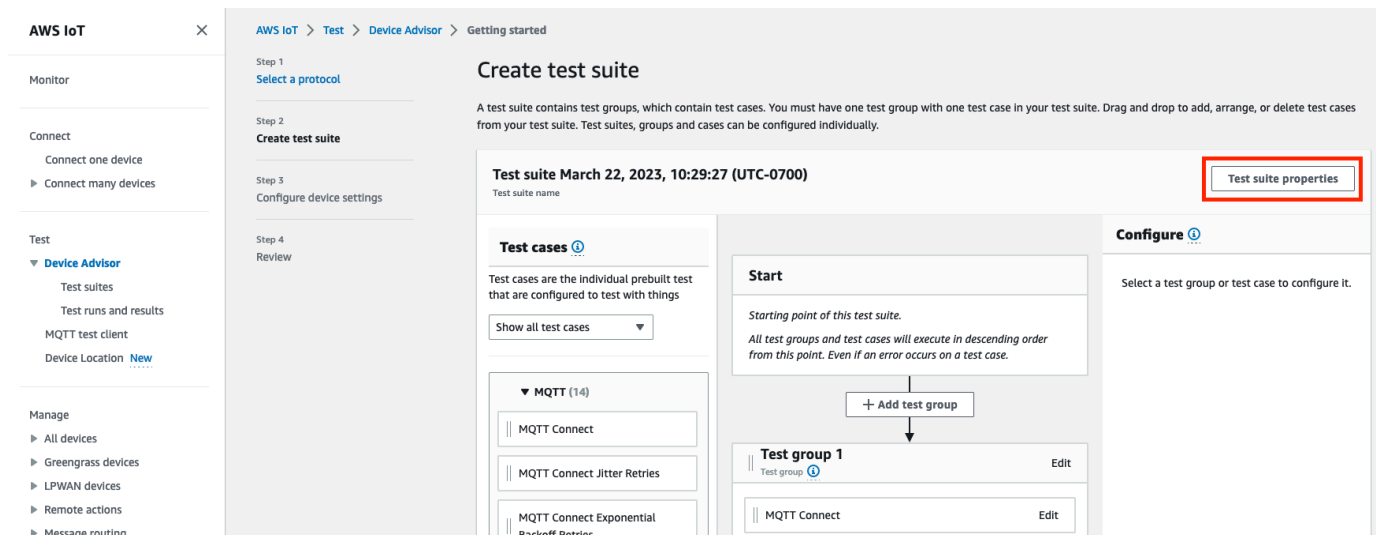 AWS IoT
Monitor
Connect
Connect one device
Connect many devices
Test
Device Advisor
Test suites
Test runs and results
MQTT test client
Device Location New
Manage
All devices
Greengrass devices
LPWAN devices
Remote actions
Message routing
AWS IoT > Test > Device Advisor > Getting started
Step 1
Select a protocol
Step 2
Create test suite
Step 3
Configure device settings
Step 4
Review
Create test suite
A test suite contains test groups, which contain test cases. You must have one test group with one test case in your test suite. Drag and drop to add, arrange, or delete test cases
from your test suite. Test suites, groups and cases can be configured individually.
Test suite March 22, 2023, 10:29:27 (UTC-0700)
Test suite name
Test suite properties
Test cases
Test cases are the individual prebuilt test
that are configured to test with things
Show all test cases
MQTT (14)
MQTT Connect
MQTT Connect Jitter Retries
MQTT Connect Exponential
Backoff Retries
Start
Starting point of this test suite.
All test groups and test cases will execute in descending order
from this point. Even if an error occurs on a test case.
+ Add test group
Test group 1
Test group
Edit
MQTT Connect
Edit
Configure
Select a test group or test case to configure it.